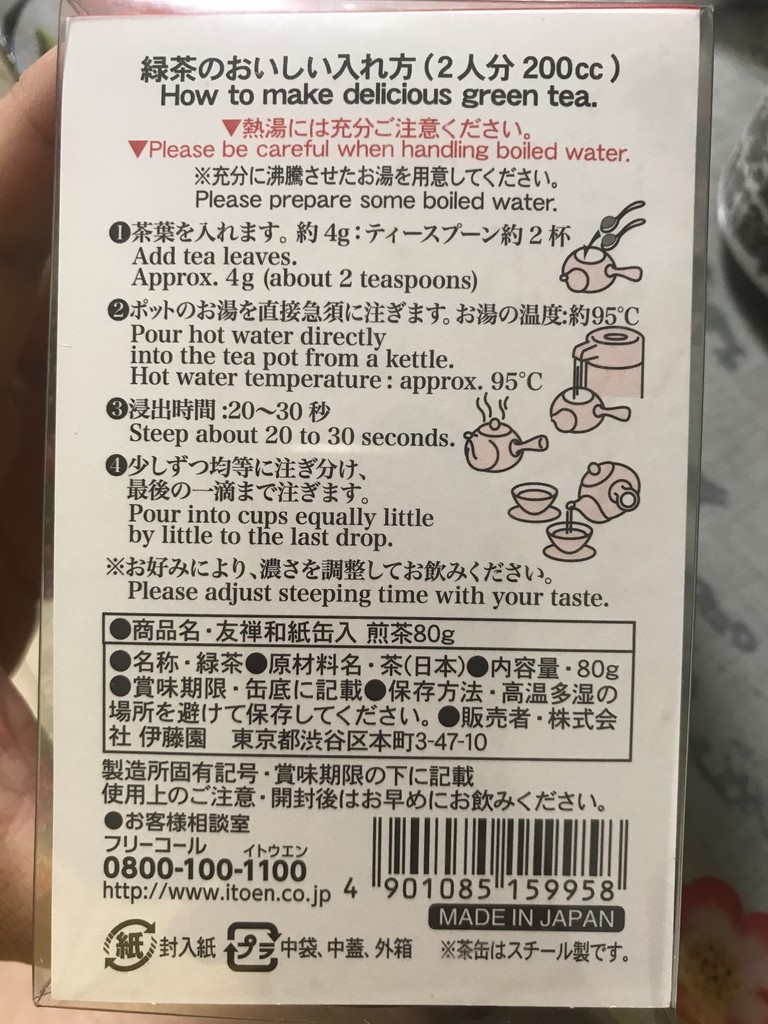 緑茶のおいしい入れ方(2人分 200cc)
How to make delicious green tea.
▼熱湯には充分ご注意ください。
▼Please be careful when handling boiled water.
※充分に沸騰させたお湯を用意してください。
Please prepare some boiled water.
❶茶葉を入れます。約4g:ティースプーン約2杯
Add tea leaves.
Approx. 4g (about 2 teaspoons)
❷ポットのお湯を直接急須に注ぎます。お湯の温度:約95℃
Pour hot water directly
into the tea pot from a kettle.
Hot water temperature: approx. 95℃
❸浸出時間:20〜30秒
Steep about 20 to 30 seconds.
❹少しずつ均等に注ぎ分け、
最後の一滴まで注ぎます。
Pour into cups equally little
by little to the last drop.
※お好みにより、濃さを調整してお飲みください。
Please adjust steeping time with your taste.
●商品名・友禅和紙缶入 煎茶80g
●名称・緑茶●原材料名・茶(日本)●内容量・80g
●賞味期限・缶底に記載●保存方法・高温多湿の
場所を避けて保存してください。●販売者・株式会
社 伊藤園 東京都渋谷区本町3-47-10
製造所固有記号・賞味期限の下に記載
使用上のご注意・開封後はお早めにお飲みください。
●お客様相談室
フリーコール イトウエン
0800-100-1100
http://www.itoen.co.jp
4 901085 159958
MADE IN JAPAN
紙 封入紙 プラ 中袋、中蓋、外箱 ※茶缶はスチール製です。